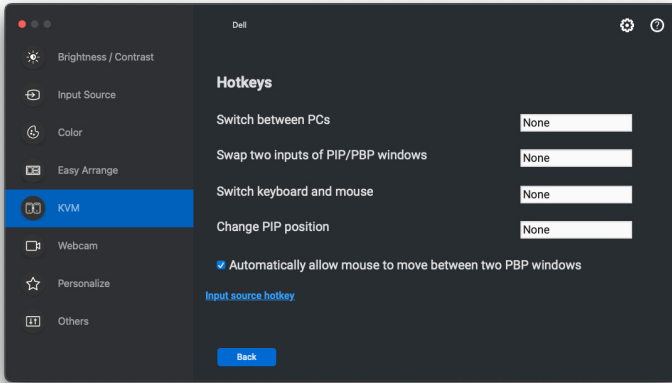 Dell
Brightness / Contrast
Input Source
Color
Easy Arrange
KVM
Webcam
Personalize
Others
Hotkeys
Switch between PCs
None
Swap two inputs of PIP/PBP windows
None
Switch keyboard and mouse
None
Change PIP position
None
Automatically allow mouse to move between two PBP windows
Input source hotkey
Back